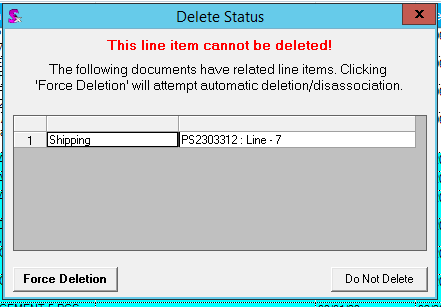 Delete Status
x
This line item cannot be deleted!
The following documents have related line items. Clicking
'Force Deletion' will attempt automatic deletion/disassociation.
1 Shipping PS2303312 : Line - 7
Force Deletion Do Not Delete